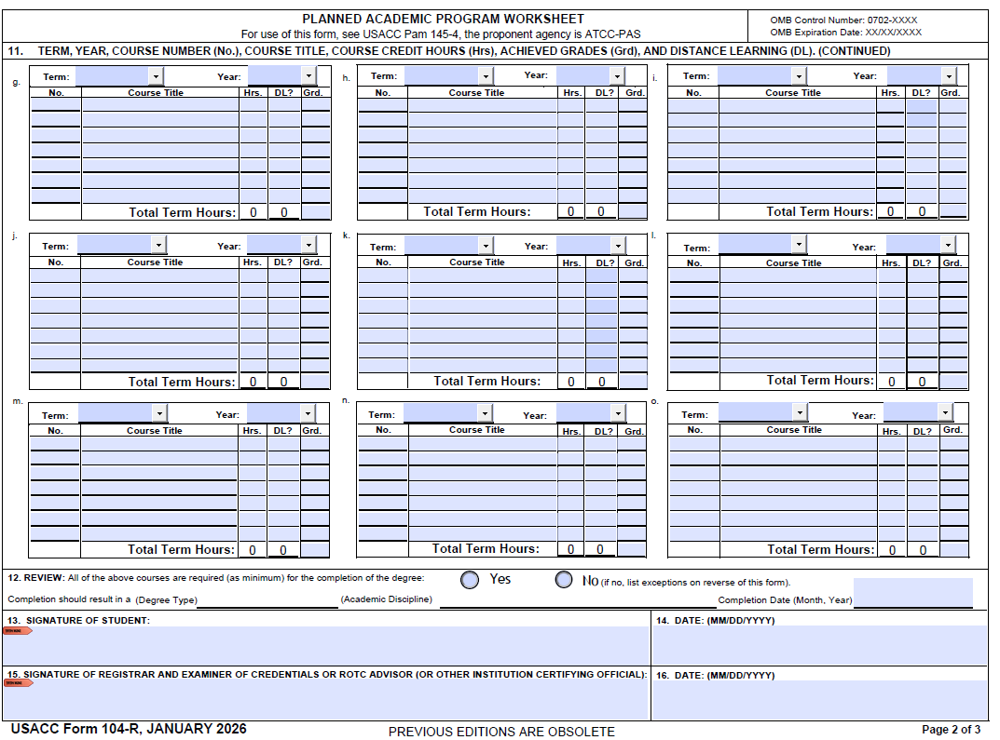 PLANNED ACADEMIC PROGRAM WORKSHEET
For use of this form, see USACC Pam 145-4, the proponent agency is ATCC-PAS
OMB Control Number: 0702-XXXX
OMB Expiration Date: XX/XX/XXXX
11. TERM, YEAR, COURSE NUMBER (No.), COURSE TITLE, COURSE CREDIT HOURS (Hrs), ACHIEVED GRADES (Grd), AND DISTANCE LEARNING (DL). (CONTINUED)
g. Term: Year:
No. Course Title Hrs. DL? Grd.
Total Term Hours: 0 0
h. Term: Year:
No. Course Title Hrs. DL? Grd.
Total Term Hours: 0 0
i. Term: Year:
No. Course Title Hrs. DL? Grd.
Total Term Hours: 0 0
j. Term: Year:
No. Course Title Hrs. DL? Grd.
Total Term Hours: 0 0
k. Term: Year:
No. Course Title Hrs. DL? Grd.
Total Term Hours: 0 0
l. Term: Year:
No. Course Title Hrs. DL? Grd.
Total Term Hours: 0 0
m. Term: Year:
No. Course Title Hrs. DL? Grd.
Total Term Hours: 0 0
n. Term: Year:
No. Course Title Hrs. DL? Grd.
Total Term Hours: 0 0
o. Term: Year:
No. Course Title Hrs. DL? Grd.
Total Term Hours: 0 0
12. REVIEW: All of the above courses are required (as minimum) for the completion of the degree: Yes No (if no, list exceptions on reverse of this form).
Completion should result in a (Degree Type) (Academic Discipline) Completion Date (Month, Year)
13. SIGNATURE OF STUDENT:
14. DATE: (MM/DD/YYYY)
15. SIGNATURE OF REGISTRAR AND EXAMINER OF CREDENTIALS OR ROTC ADVISOR (OR OTHER INSTITUTION CERTIFYING OFFICIAL):
16. DATE: (MM/DD/YYYY)
USACC Form 104-R, JANUARY 2026
PREVIOUS EDITIONS ARE OBSOLETE
Page 2 of 3